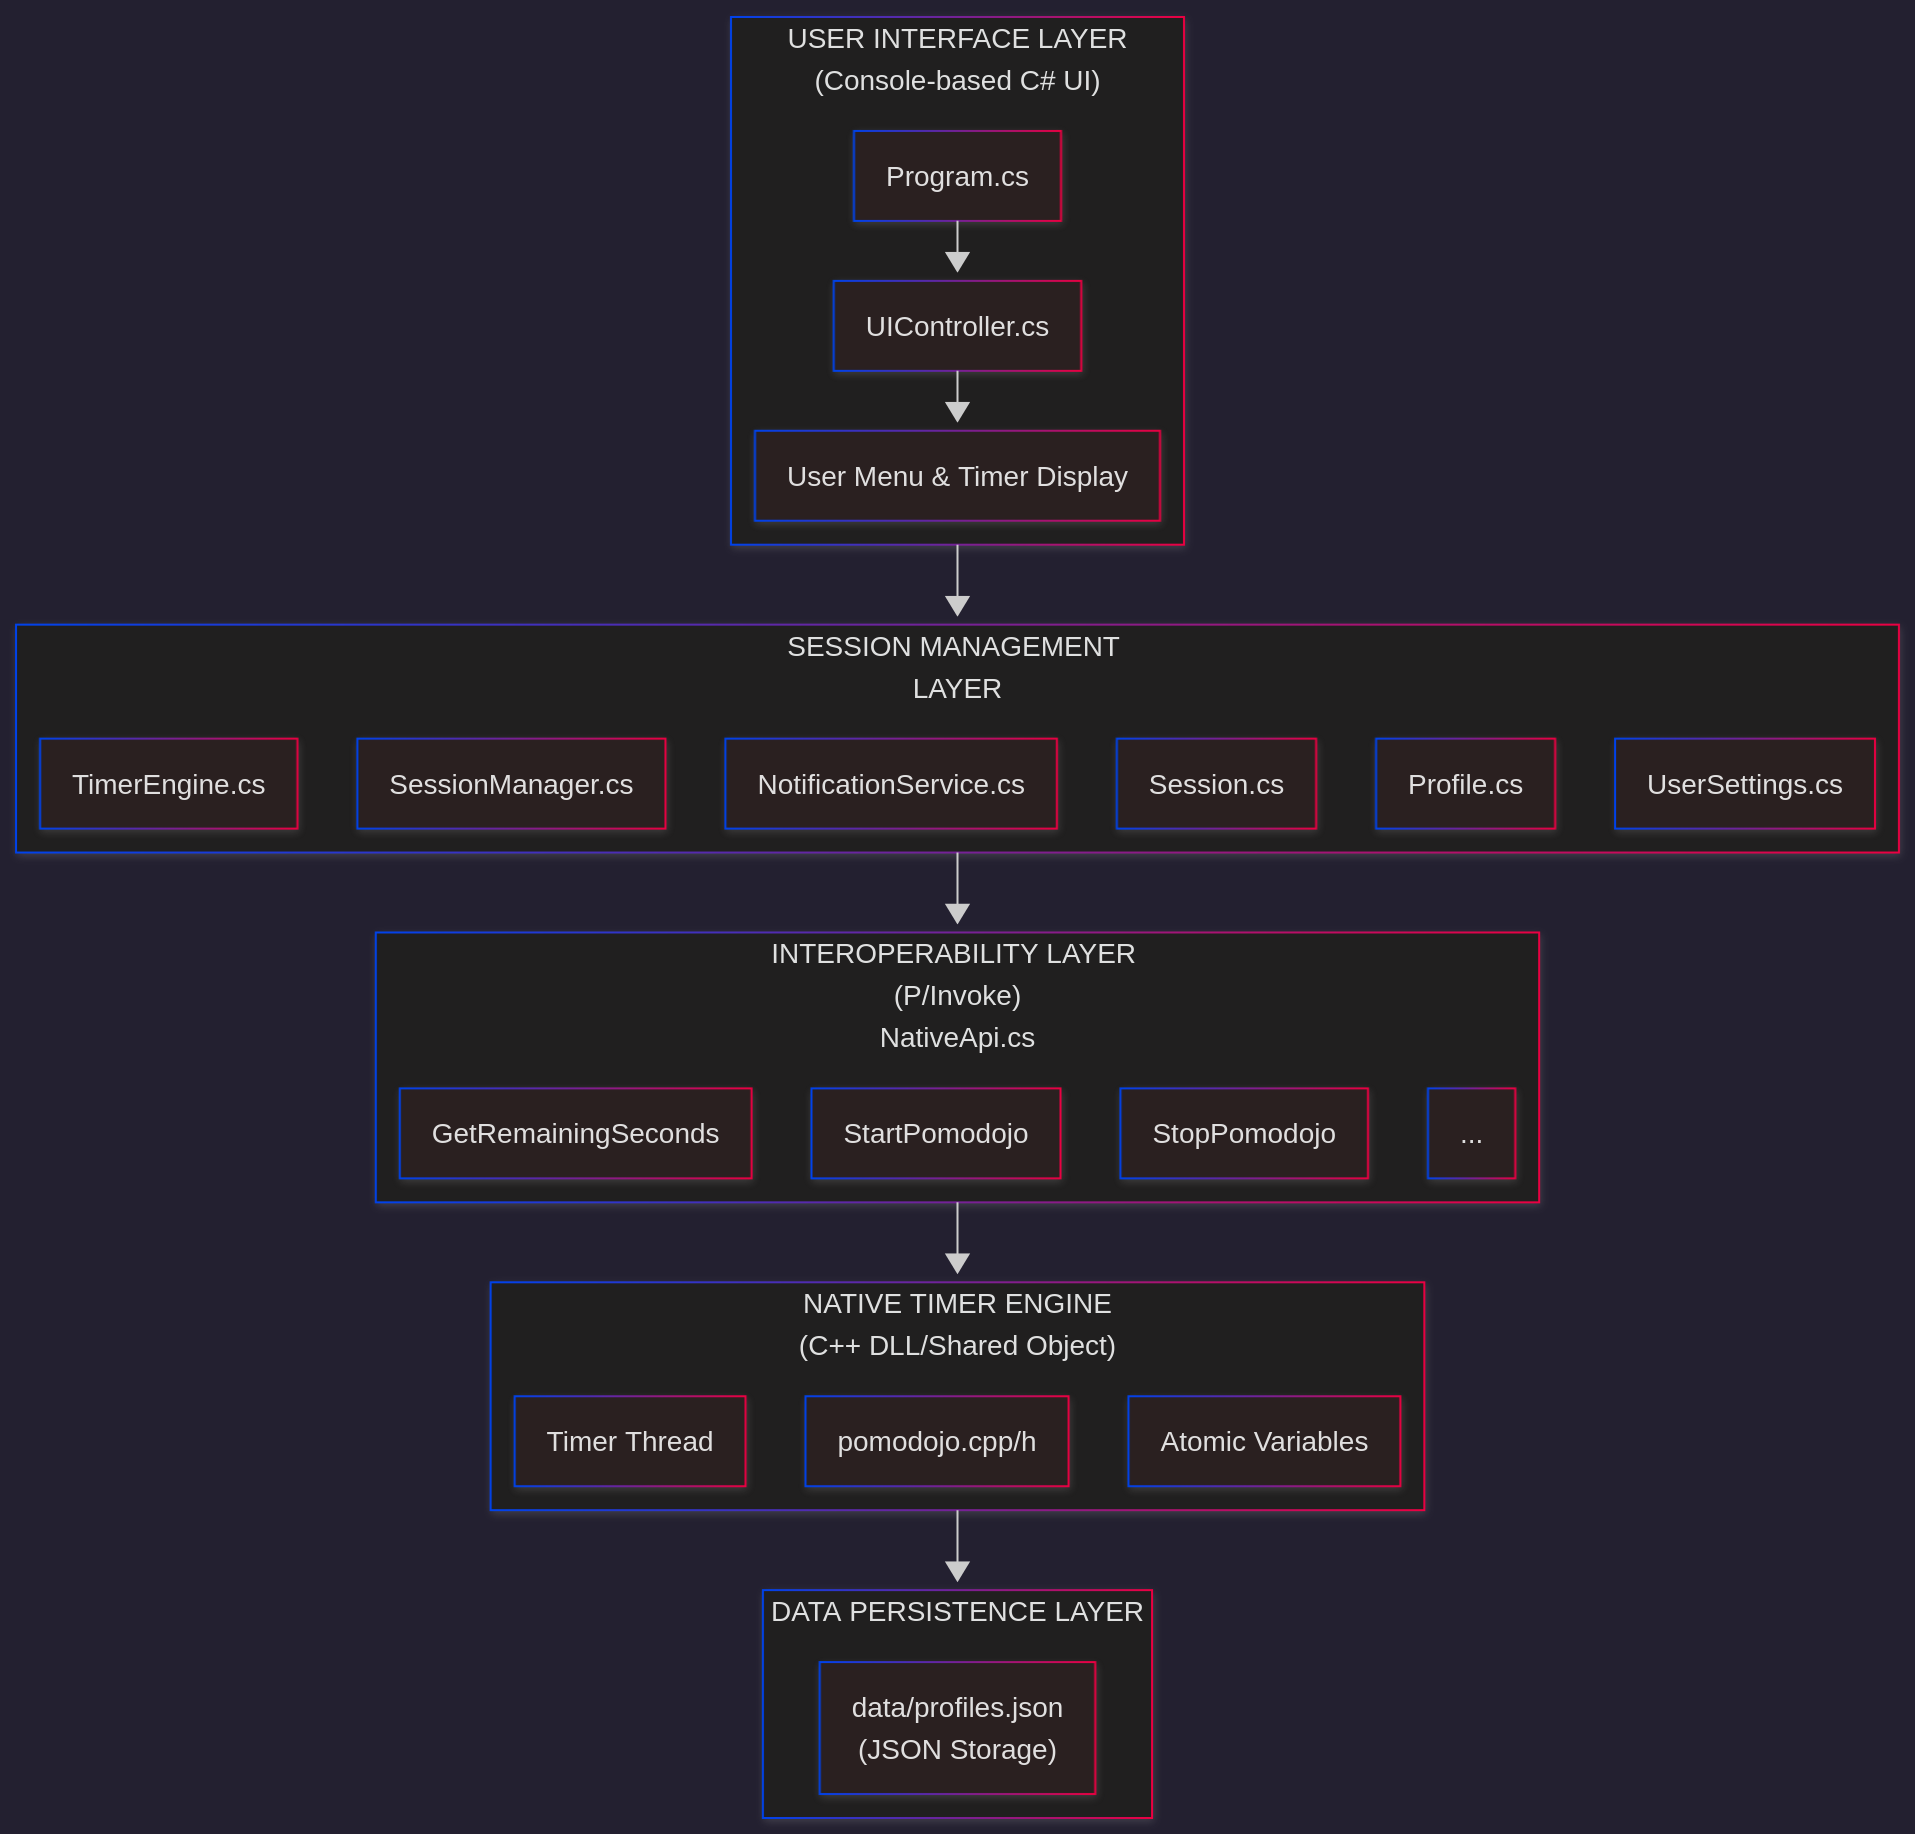 USER INTERFACE LAYER
(Console-based C# UI)
Program.cs
UIController.cs
User Menu & Timer Display
SESSION MANAGEMENT
LAYER
TimerEngine.cs
SessionManager.cs
NotificationService.cs
Session.cs
Profile.cs
UserSettings.cs
INTEROPERABILITY LAYER
(P/Invoke)
NativeApi.cs
GetRemainingSeconds
StartPomodojo
StopPomodojo
...
NATIVE TIMER ENGINE
(C++ DLL/Shared Object)
Timer Thread
pomodojo.cpp/h
Atomic Variables
DATA PERSISTENCE LAYER
data/profiles.json
(JSON Storage)